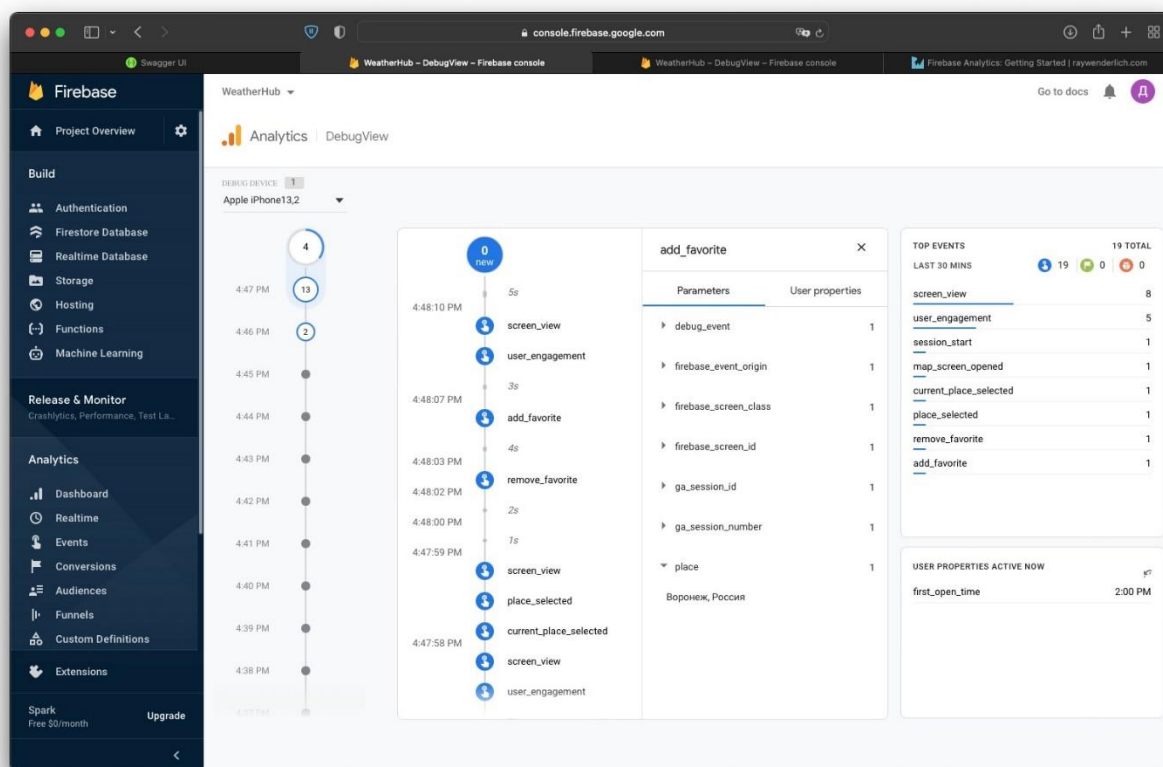 console.firebase.google.com
Swagger UI
WeatherHub – DebugView – Firebase console
WeatherHub – DebugView – Firebase console
Firebase Analytics: Getting Started | raywenderlich.com
Firebase
Project Overview
Build
Authentication
Firestore Database
Realtime Database
Storage
Hosting
Functions
Machine Learning
Release & Monitor
Crashlytics, Performance, Test La...
Analytics
Dashboard
Realtime
Events
Conversions
Audiences
Funnels
Custom Definitions
Extensions
Spark
Free $0/month
Upgrade
WeatherHub
Go to docs
Д
Analytics
DebugView
DEBUG DEVICE 1
Apple iPhone13,2
4
4:47 PM 13
4:46 PM 2
4:45 PM
4:44 PM
4:43 PM
4:42 PM
4:41 PM
4:40 PM
4:39 PM
4:38 PM
0
new
5s
4:48:10 PM
screen_view
user_engagement
3s
4:48:07 PM
add_favorite
4s
4:48:03 PM
remove_favorite
4:48:02 PM
2s
4:48:00 PM
1s
4:47:59 PM
screen_view
place_selected
current_place_selected
4:47:58 PM
screen_view
user_engagement
add_favorite
Parameters
User properties
debug_event 1
firebase_event_origin 1
firebase_screen_class 1
firebase_screen_id 1
ga_session_id 1
ga_session_number 1
place 1
Воронеж, Россия
TOP EVENTS 19 TOTAL
LAST 30 MINS 19 0 0
screen_view 8
user_engagement 5
session_start 1
map_screen_opened 1
current_place_selected 1
place_selected 1
remove_favorite 1
add_favorite 1
USER PROPERTIES ACTIVE NOW
first_open_time 2:00 PM